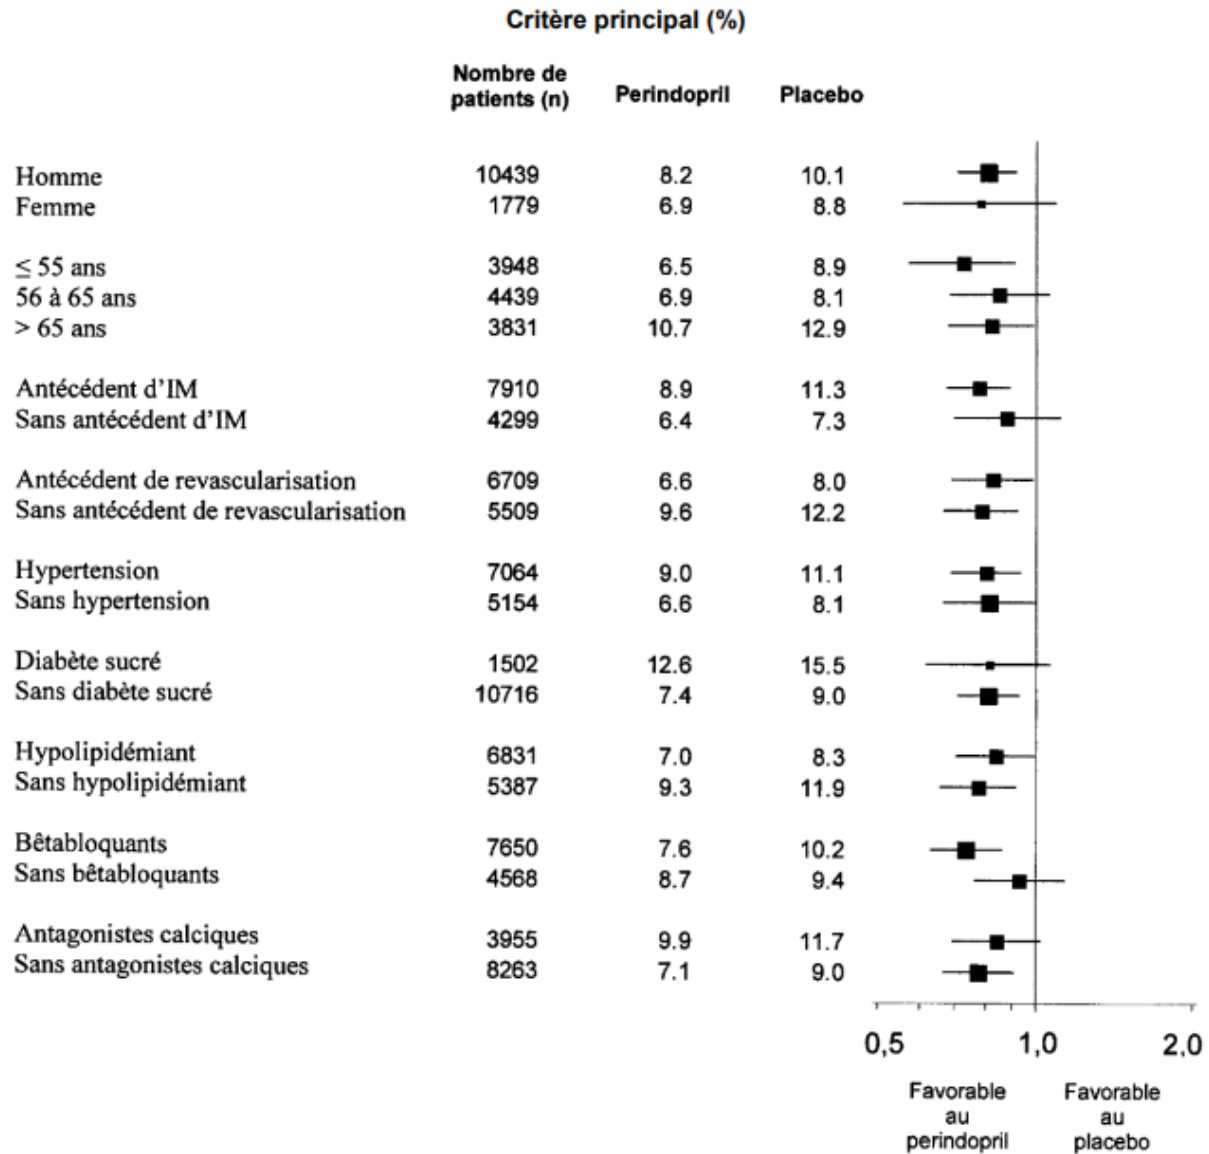 Critère principal (%)
Nombre de
patients (n) Perindopril Placebo
Homme 10439 8.2 10.1
Femme 1779 6.9 8.8
≤ 55 ans 3948 6.5 8.9
56 à 65 ans 4439 6.9 8.1
> 65 ans 3831 10.7 12.9
Antécédent d'IM 7910 8.9 11.3
Sans antécédent d'IM 4299 6.4 7.3
Antécédent de revascularisation 6709 6.6 8.0
Sans antécédent de revascularisation 5509 9.6 12.2
Hypertension 7064 9.0 11.1
Sans hypertension 5154 6.6 8.1
Diabète sucré 1502 12.6 15.5
Sans diabète sucré 10716 7.4 9.0
Hypolipidémiant 6831 7.0 8.3
Sans hypolipidémiant 5387 9.3 11.9
Bêtabloquants 7650 7.6 10.2
Sans bêtabloquants 4568 8.7 9.4
Antagonistes calciques 3955 9.9 11.7
Sans antagonistes calciques 8263 7.1 9.0
0,5 1,0 2,0
Favorable Favorable
au au
perindopril placebo